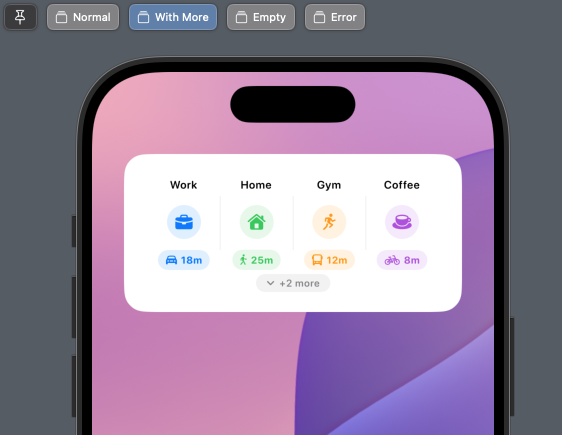 Normal
With More
Empty
Error
Work Home Gym Coffee
18m 25m 12m 8m
+2 more